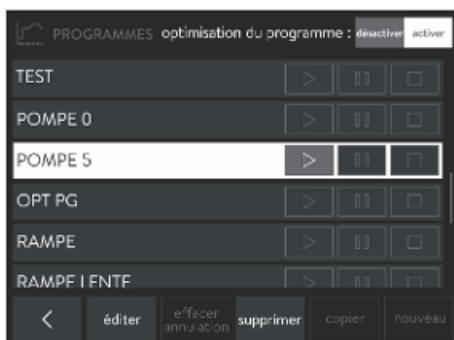 PROGRAMMES optimisation du programme : désactiver activer
TEST
POMPE 0
POMPE 5
OPT PG
RAMPE
RAMPE LENTE
éditer effacer annulation supprimer copier nouveau